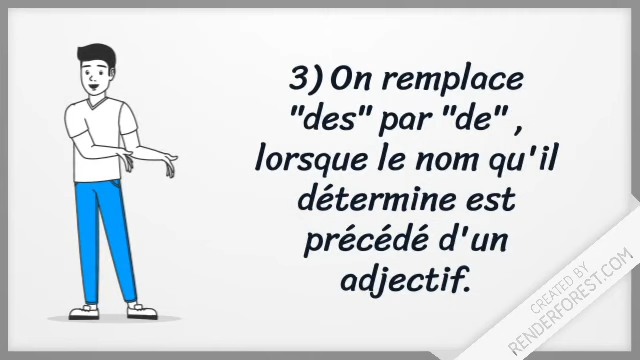 3) On remplace
"des" par "de" ,
lorsque le nom qu'il
détermine est
précédé d'un
adjectif.
CREATED BY
RENDERFOREST.COM